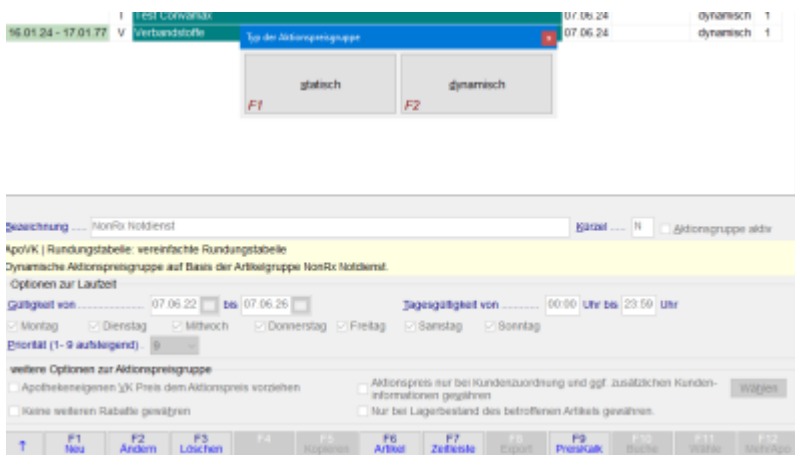 T Test Convamax 07.06.24 dynamisch 1
16.01.24 - 17.01.77 V Verbandstoffe 07.06.24 dynamisch 1
Typ der Aktionspreisgruppe
statisch dynamisch
F1 F2
Bezeichnung ..... NonRx Notdienst Kürzel ..... N Aktionsgruppe aktiv
ApoVK | Rundungstabelle: vereinfachte Rundungstabelle
Dynamische Aktionspreisgruppe auf Basis der Artikelgruppe NonRx Notdienst.
Optionen zur Laufzeit
Gültigkeit von 07.06.22 bis 07.06.26 Tagesgültigkeit von 00:00 Uhr bis 23:59 Uhr
Montag Dienstag Mittwoch Donnerstag Freitag Samstag Sonntag
Priorität (1- 9 aufsteigend) . 9
weitere Optionen zur Aktionspreisgruppe
Apothekeneigenen VK Preis dem Aktionspreis vorziehen
Aktionspreis nur bei Kundenzuordnung und ggf. zusätzlichen Kunden-
informationen gewähren
Wählen
Keine weiteren Rabatte gewähren Nur bei Lagerbestand des betroffenen Artikels gewähren.
F1 F2 F3 F4 F5 F6 F7 F8 F9 F10 F11 F12
Neu Ändern Löschen Kopieren Artikel Zeitleiste Export PreisKalk Buche Wähle MehrApo